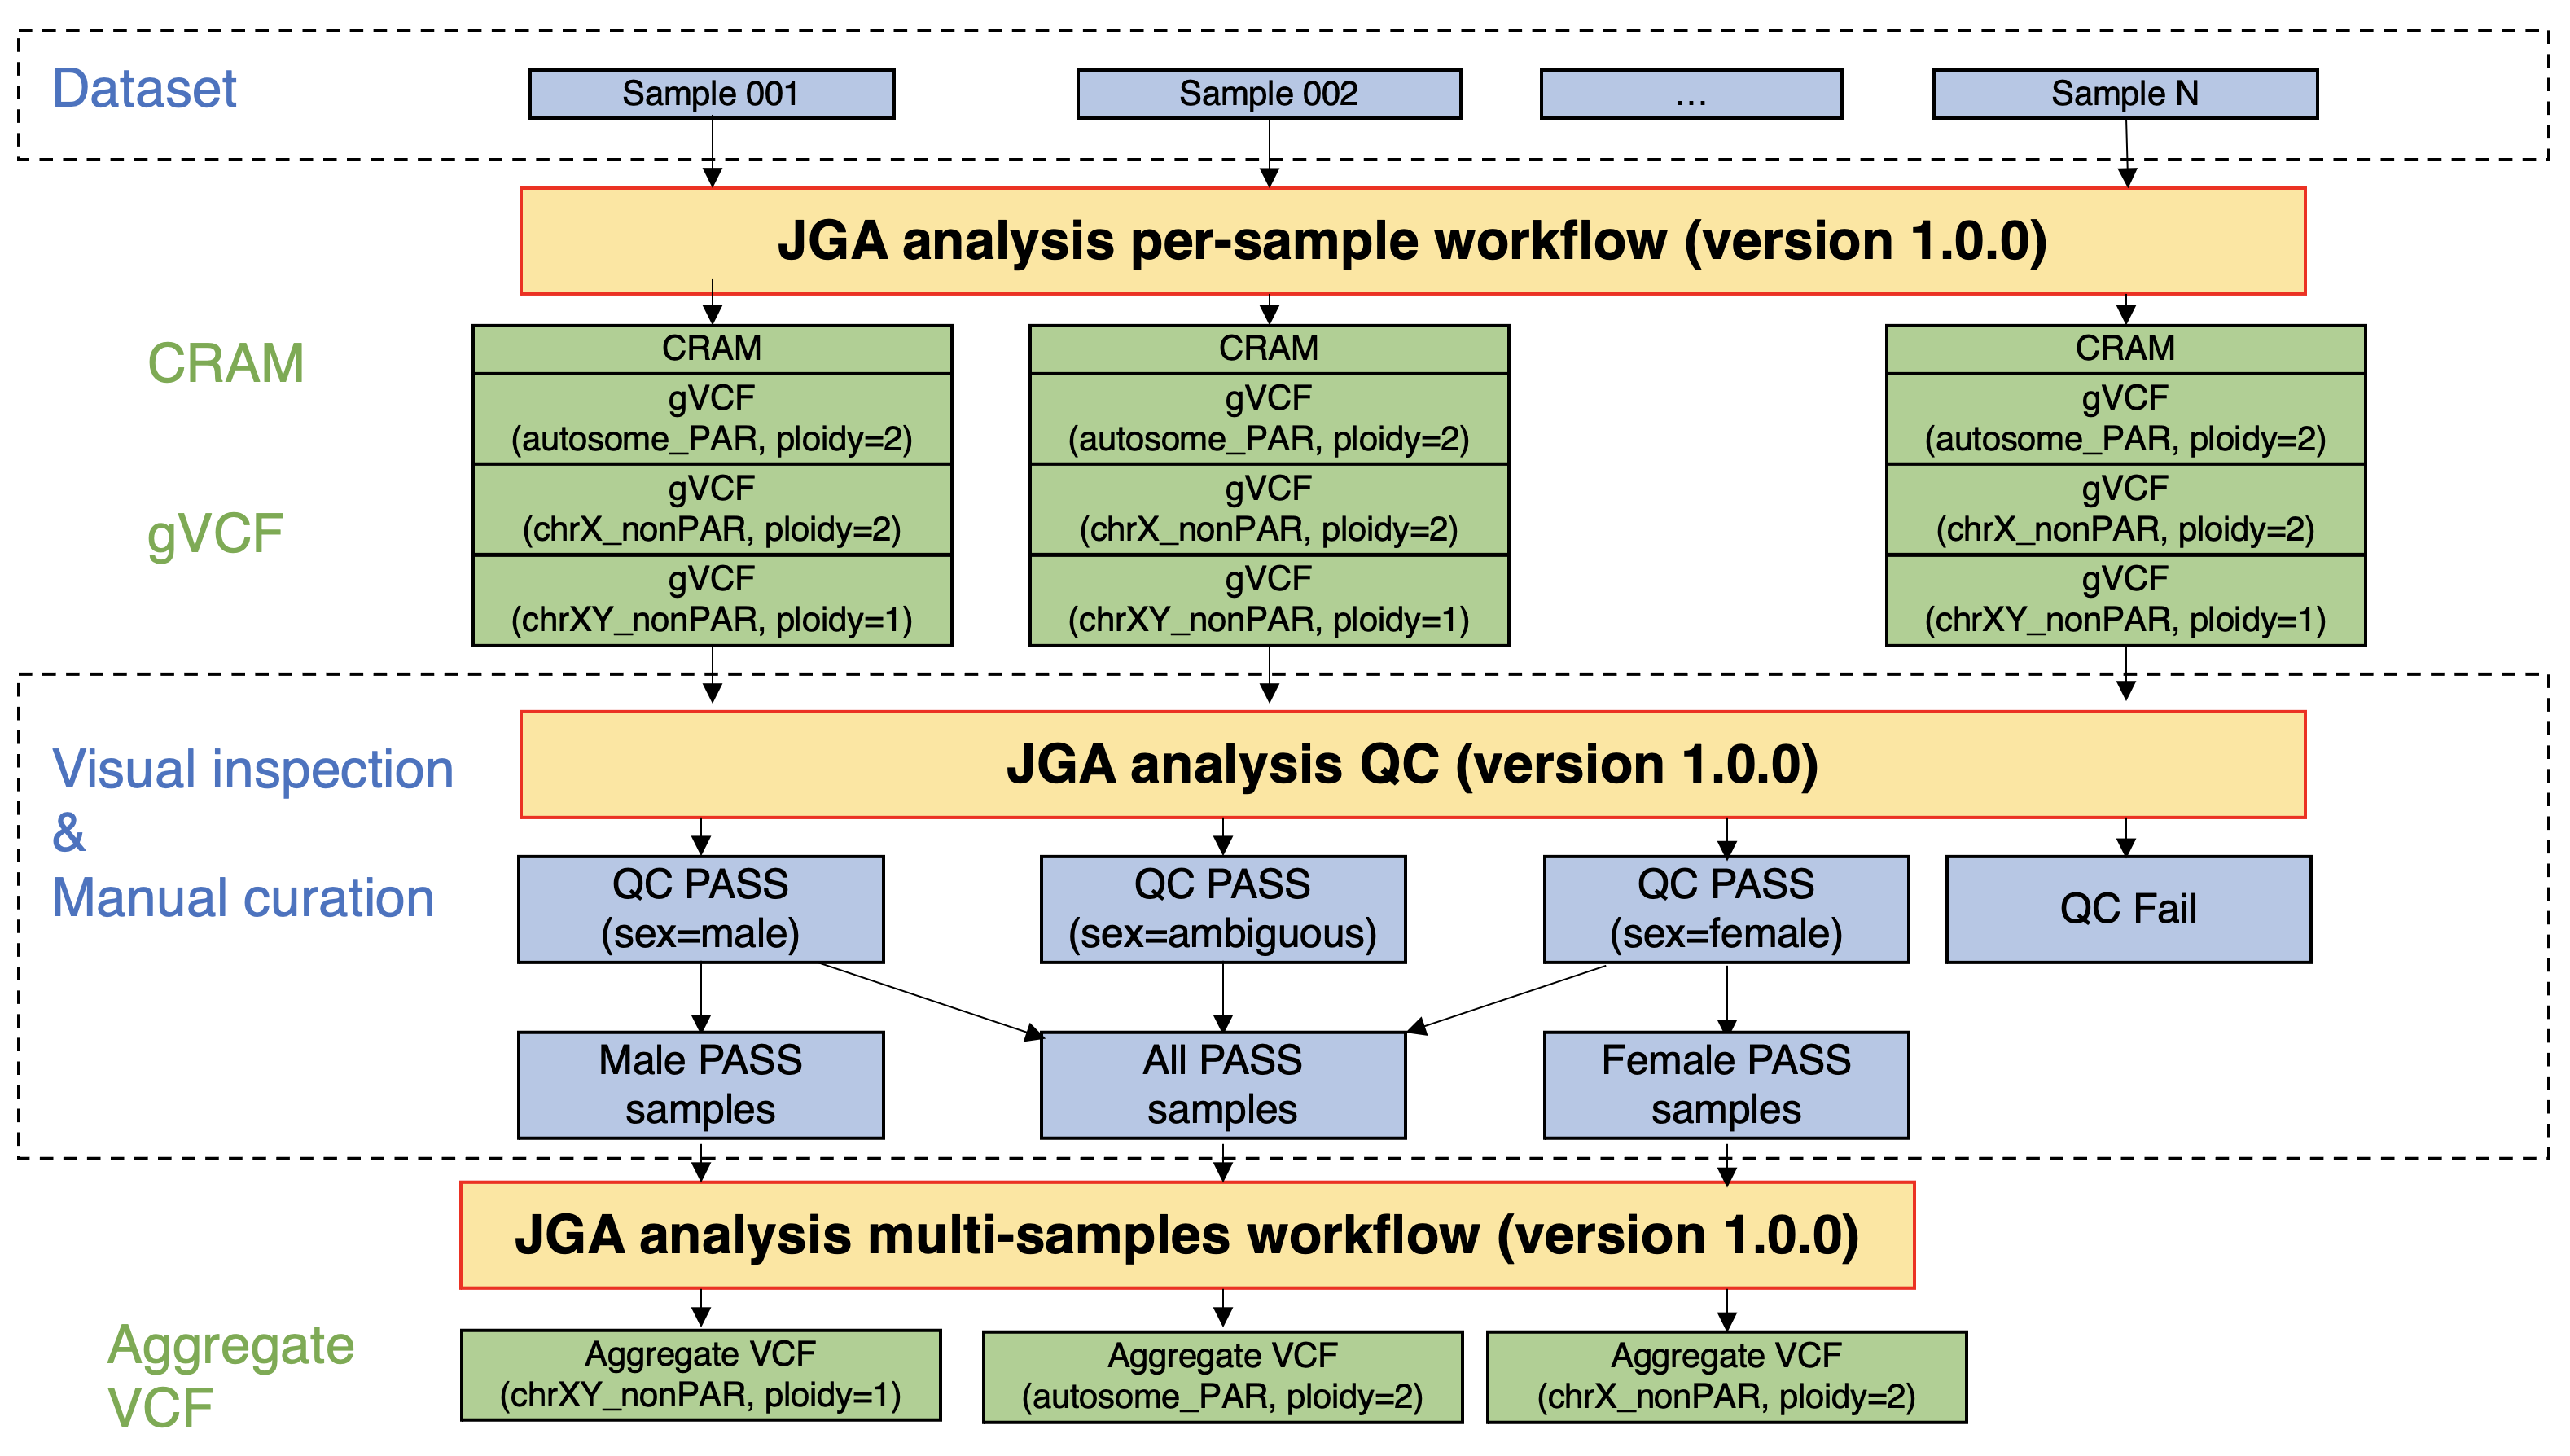 Dataset
Sample 001
Sample 002
...
Sample N
JGA analysis per-sample workflow (version 1.0.0)
CRAM
gVCF
CRAM
gVCF
(autosome_PAR, ploidy=2)
gVCF
(chrX_nonPAR, ploidy=2)
gVCF
(chrXY_nonPAR, ploidy=1)
CRAM
gVCF
(autosome_PAR, ploidy=2)
gVCF
(chrX_nonPAR, ploidy=2)
gVCF
(chrXY_nonPAR, ploidy=1)
CRAM
gVCF
(autosome_PAR, ploidy=2)
gVCF
(chrX_nonPAR, ploidy=2)
gVCF
(chrXY_nonPAR, ploidy=1)
Visual inspection
&
Manual curation
JGA analysis QC (version 1.0.0)
QC PASS
(sex=male)
QC PASS
(sex=ambiguous)
QC PASS
(sex=female)
QC Fail
Male PASS
samples
All PASS
samples
Female PASS
samples
JGA analysis multi-samples workflow (version 1.0.0)
Aggregate
VCF
Aggregate VCF
(chrXY_nonPAR, ploidy=1)
Aggregate VCF
(autosome_PAR, ploidy=2)
Aggregate VCF
(chrX_nonPAR, ploidy=2)